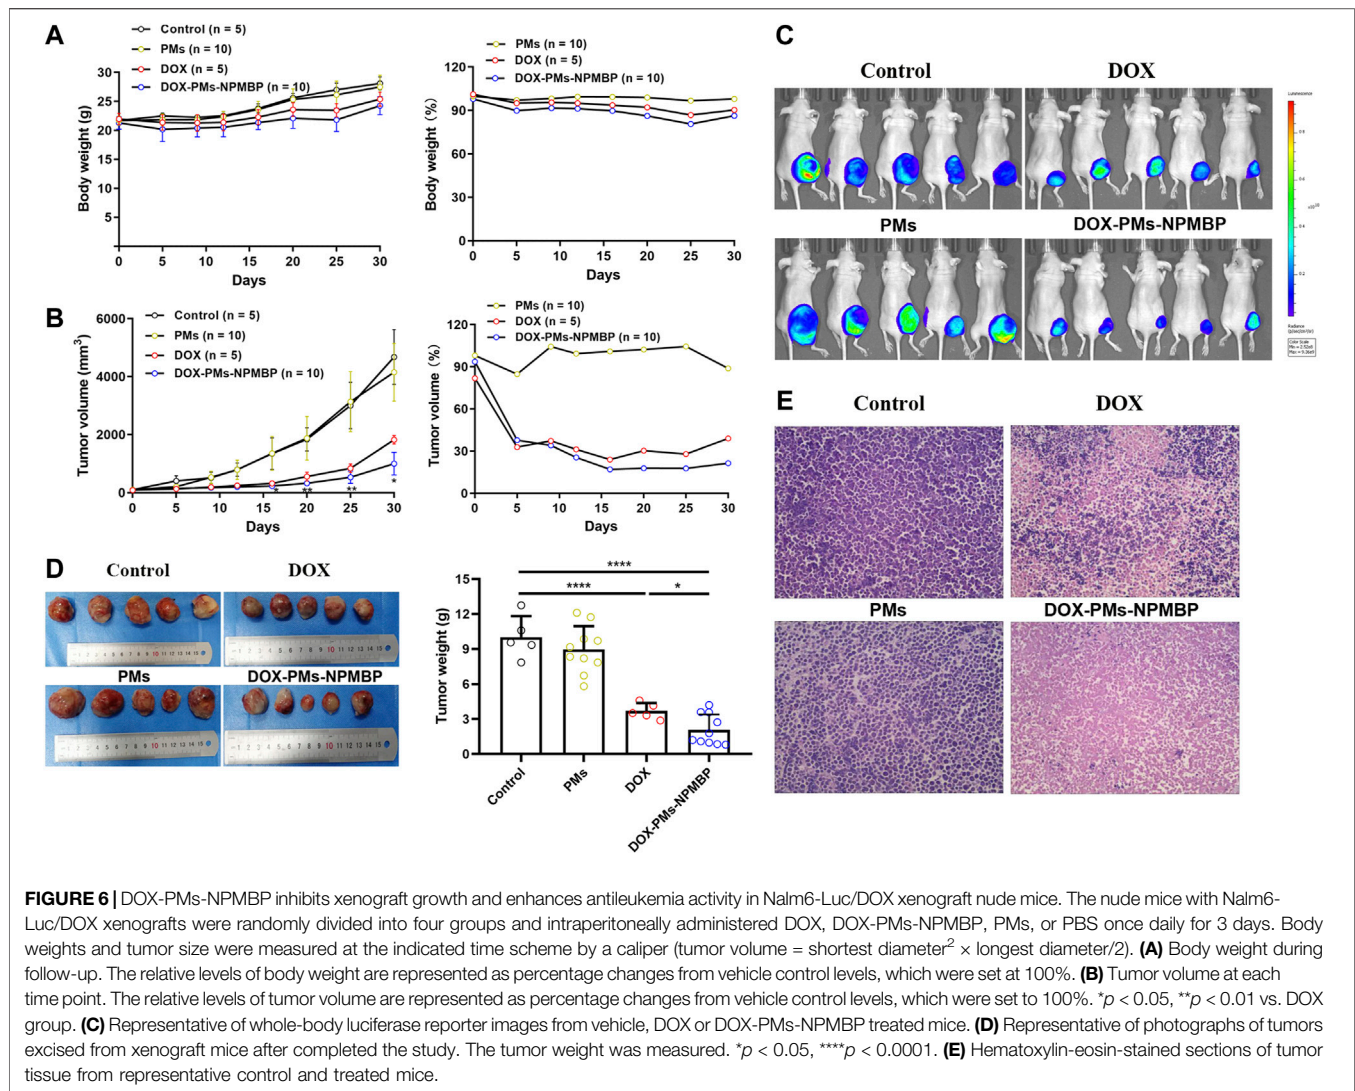 A
Control (n = 5)
PMs (n = 10)
DOX (n = 5)
DOX-PMs-NPMBP (n = 10)
Body weight (g)
30
25
20
15
10
5
0 5 10 15 20 25 30
Days
PMs (n = 10)
DOX (n = 5)
DOX-PMs-NPMBP (n = 10)
Body weight (%)
120
90
60
30
0
0 5 10 15 20 25 30
Days
B
Control (n = 5)
PMs (n = 10)
DOX (n = 5)
DOX-PMs-NPMBP (n = 10)
Tumor volume (mm3)
6000
4000
2000
0
* ** ** *
0 5 10 15 20 25 30
Days
PMs (n = 10)
DOX (n = 5)
DOX-PMs-NPMBP (n = 10)
Tumor volume (%)
120
90
60
30
0
0 5 10 15 20 25 30
Days
C
Control DOX
PMs DOX-PMs-NPMBP
Luminescence
0.2
Radiance
Color Scale
D
Control DOX
PMs DOX-PMs-NPMBP
Tumor weight (g)
15
12
9
6
3
0
****
**** *
Control PMs DOX DOX-PMs-NPMBP
E
Control DOX
PMs DOX-PMs-NPMBP
FIGURE 6 | DOX-PMs-NPMBP inhibits xenograft growth and enhances antileukemia activity in Nalm6-Luc/DOX xenograft nude mice. The nude mice with Nalm6-
Luc/DOX xenografts were randomly divided into four groups and intraperitoneally administered DOX, DOX-PMs-NPMBP, PMs, or PBS once daily for 3 days. Body
weights and tumor size were measured at the indicated time scheme by a caliper (tumor volume = shortest diameter2 × longest diameter/2). (A) Body weight during
follow-up. The relative levels of body weight are represented as percentage changes from vehicle control levels, which were set at 100%. (B) Tumor volume at each
time point. The relative levels of tumor volume are represented as percentage changes from vehicle control levels, which were set to 100%. *p < 0.05, **p < 0.01 vs. DOX
group. (C) Representative of whole-body luciferase reporter images from vehicle, DOX or DOX-PMs-NPMBP treated mice. (D) Representative of photographs of tumors
excised from xenograft mice after completed the study. The tumor weight was measured. *p < 0.05, ****p < 0.0001. (E) Hematoxylin-eosin-stained sections of tumor
tissue from representative control and treated mice.